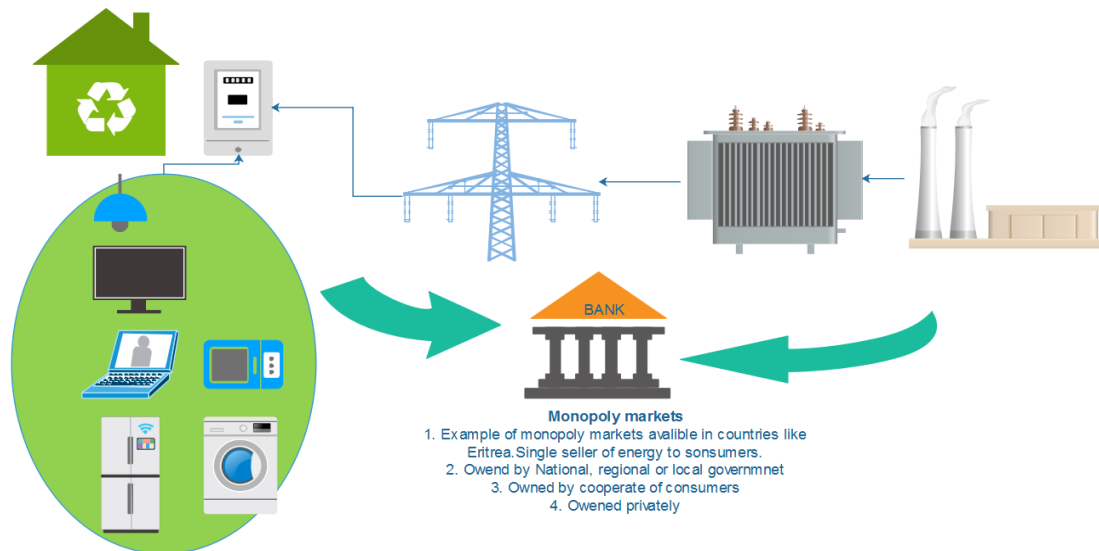 BANK
Monopoly markets
1. Example of monopoly markets avalible in countries like
Eritrea.Single seller of energy to sonsumers.
2. Owend by National, regional or local governmnet
3. Owned by cooperate of consumers
4. Owened privately